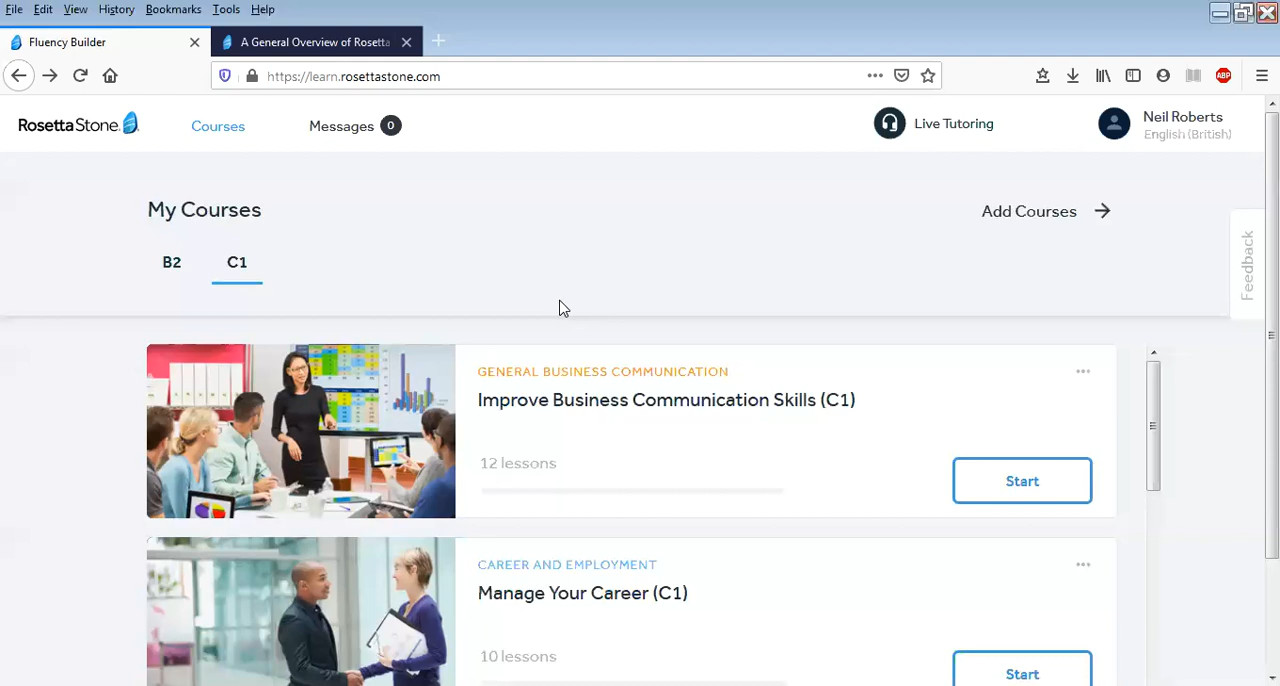 File Edit View History Bookmarks Tools Help
Fluency Builder
A General Overview of Rosetta
https://learn.rosettastone.com
ABP
RosettaStone
Courses
Messages 0
Live Tutoring
Neil Roberts
English (British)
My Courses
Add Courses
B2
C1
Feedback
GENERAL BUSINESS COMMUNICATION
Improve Business Communication Skills (C1)
12 lessons
Start
CAREER AND EMPLOYMENT
Manage Your Career (C1)
10 lessons
Start